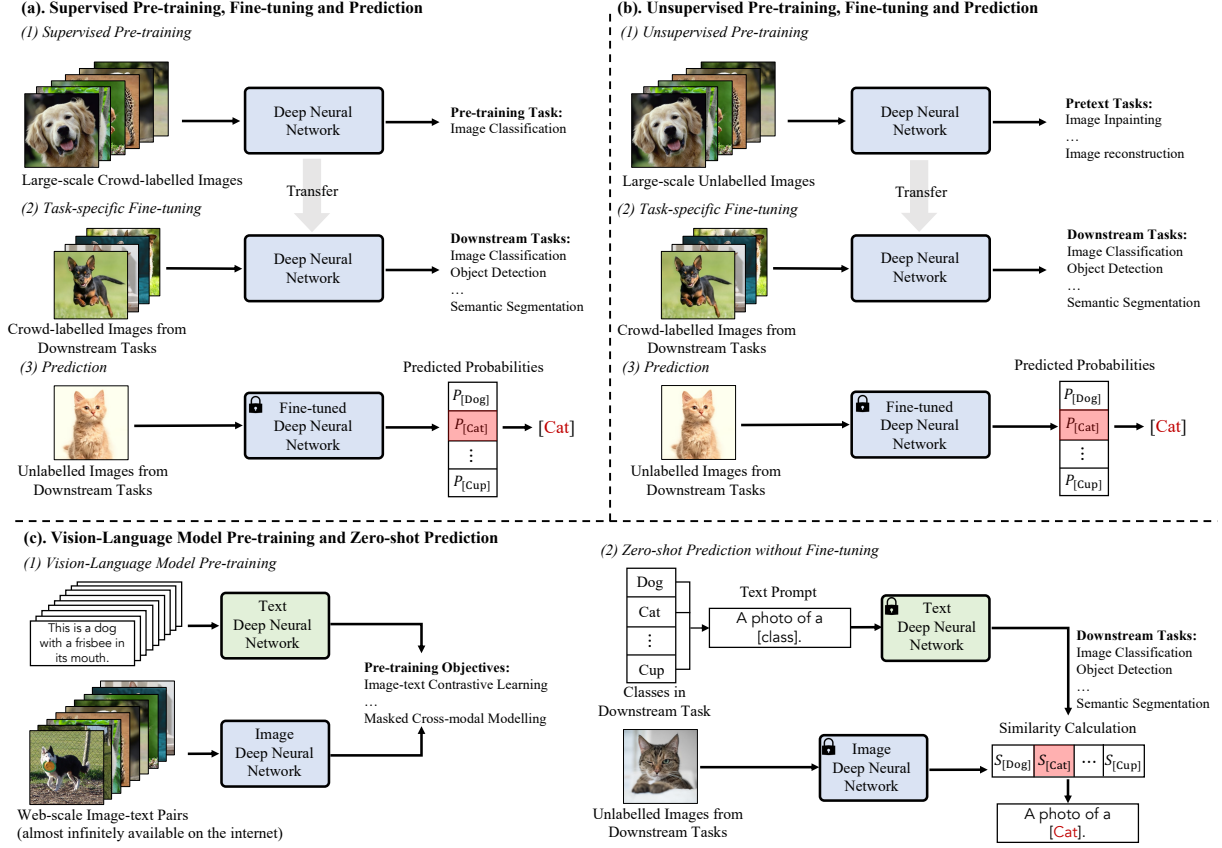 (a). Supervised Pre-training, Fine-tuning and Prediction
(1) Supervised Pre-training
Deep Neural
Network
Pre-training Task:
Image Classification
Large-scale Crowd-labelled Images
Transfer
(2) Task-specific Fine-tuning
Deep Neural
Network
Downstream Tasks:
Image Classification
Object Detection
…
Semantic Segmentation
Crowd-labelled Images from
Downstream Tasks
(3) Prediction
Predicted Probabilities
Fine-tuned
Deep Neural
Network
P[Dog]
P[Cat]
⋮
P[Cup]
[Cat]
Unlabelled Images from
Downstream Tasks
(b). Unsupervised Pre-training, Fine-tuning and Prediction
(1) Unsupervised Pre-training
Deep Neural
Network
Pretext Tasks:
Image Inpainting
…
Image reconstruction
Large-scale Unlabelled Images
Transfer
(2) Task-specific Fine-tuning
Deep Neural
Network
Downstream Tasks:
Image Classification
Object Detection
…
Semantic Segmentation
Crowd-labelled Images from
Downstream Tasks
(3) Prediction
Predicted Probabilities
Fine-tuned
Deep Neural
Network
P[Dog]
P[Cat]
⋮
P[Cup]
[Cat]
Unlabelled Images from
Downstream Tasks
(c). Vision-Language Model Pre-training and Zero-shot Prediction
(1) Vision-Language Model Pre-training
This is a dog
with a frisbee in
its mouth.
Text
Deep Neural
Network
Pre-training Objectives:
Image-text Contrastive Learning
…
Masked Cross-modal Modelling
Image
Deep Neural
Network
Web-scale Image-text Pairs
(almost infinitely available on the internet)
(2) Zero-shot Prediction without Fine-tuning
Dog
Cat
⋮
Cup
Classes in
Downstream Task
Text Prompt
A photo of a
[class].
Text
Deep Neural
Network
Downstream Tasks:
Image Classification
Object Detection
…
Semantic Segmentation
Similarity Calculation
Image
Deep Neural
Network
S[Dog] S[Cat] ⋯ S[Cup]
Unlabelled Images from
Downstream Tasks
A photo of a
[Cat].